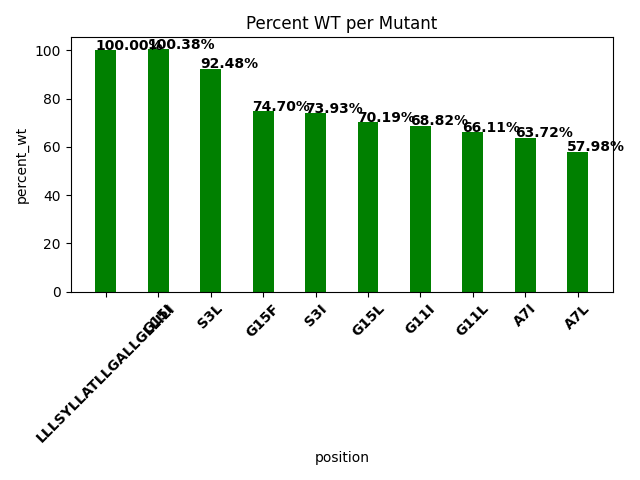 Percent WT per Mutant
percent_wt
100
80
60
40
20
0
100.00%
100.38%
92.48%
74.70%
73.93%
70.19%
68.82%
66.11%
63.72%
57.98%
G15I
S3L
G15F
S3I
G15L
G11I
G11L
A7I
A7L
position